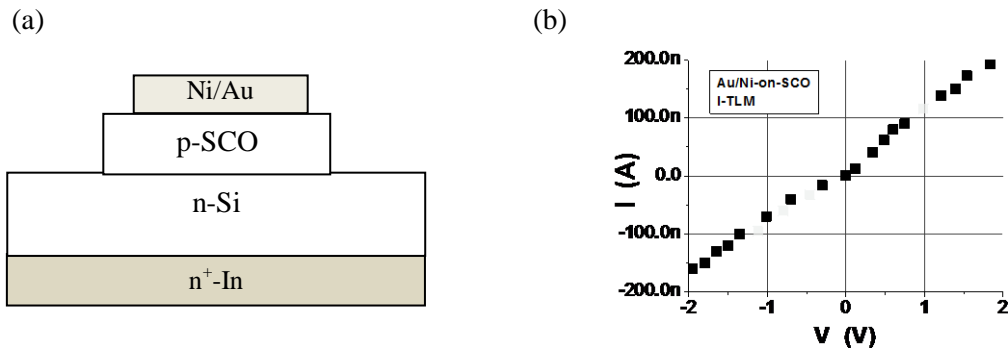 (a)
Ni/Au
p-SCO
n-Si
n⁺-In
(b)
200.0n
100.0n
0.0
-100.0n
-200.0n
I (A)
Au/Ni-on-SCO
I-TLM
-2 -1 0 1 2
V (V)